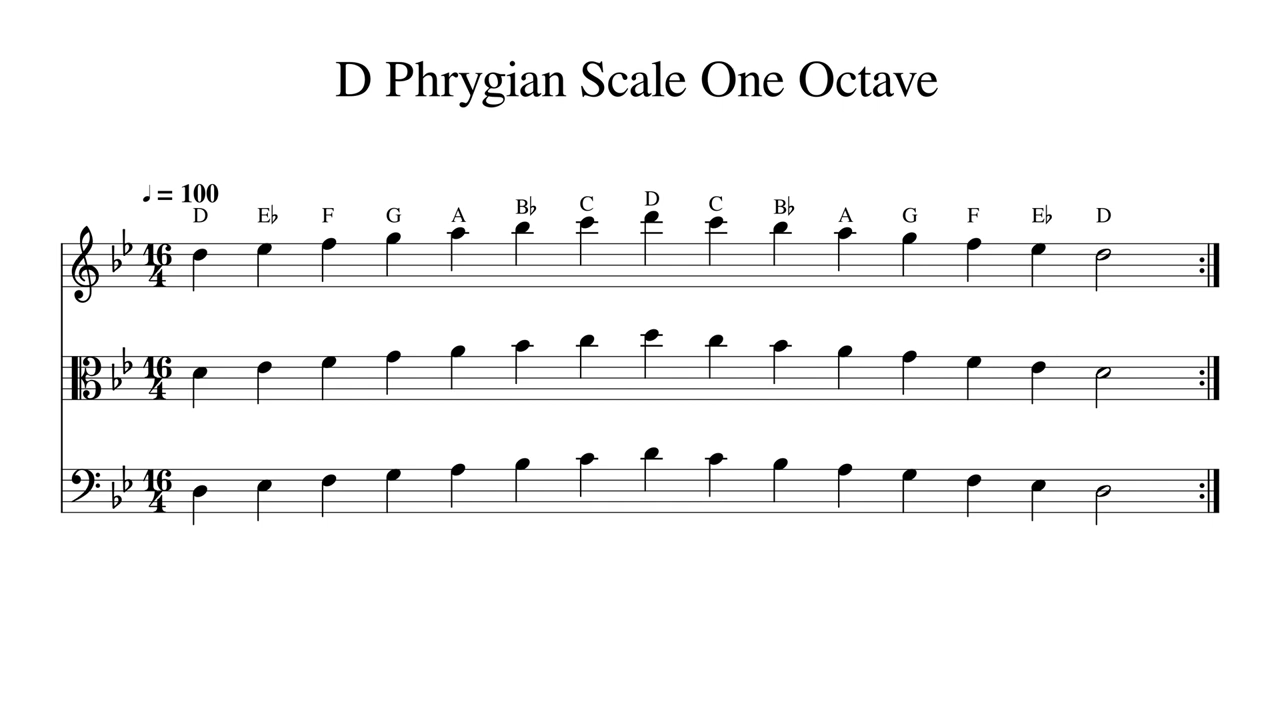 D Phrygian Scale One Octave
♩ = 100
D E♭ F G A B♭ C D C B♭ A G F E♭ D
16
4
16
4
16
4